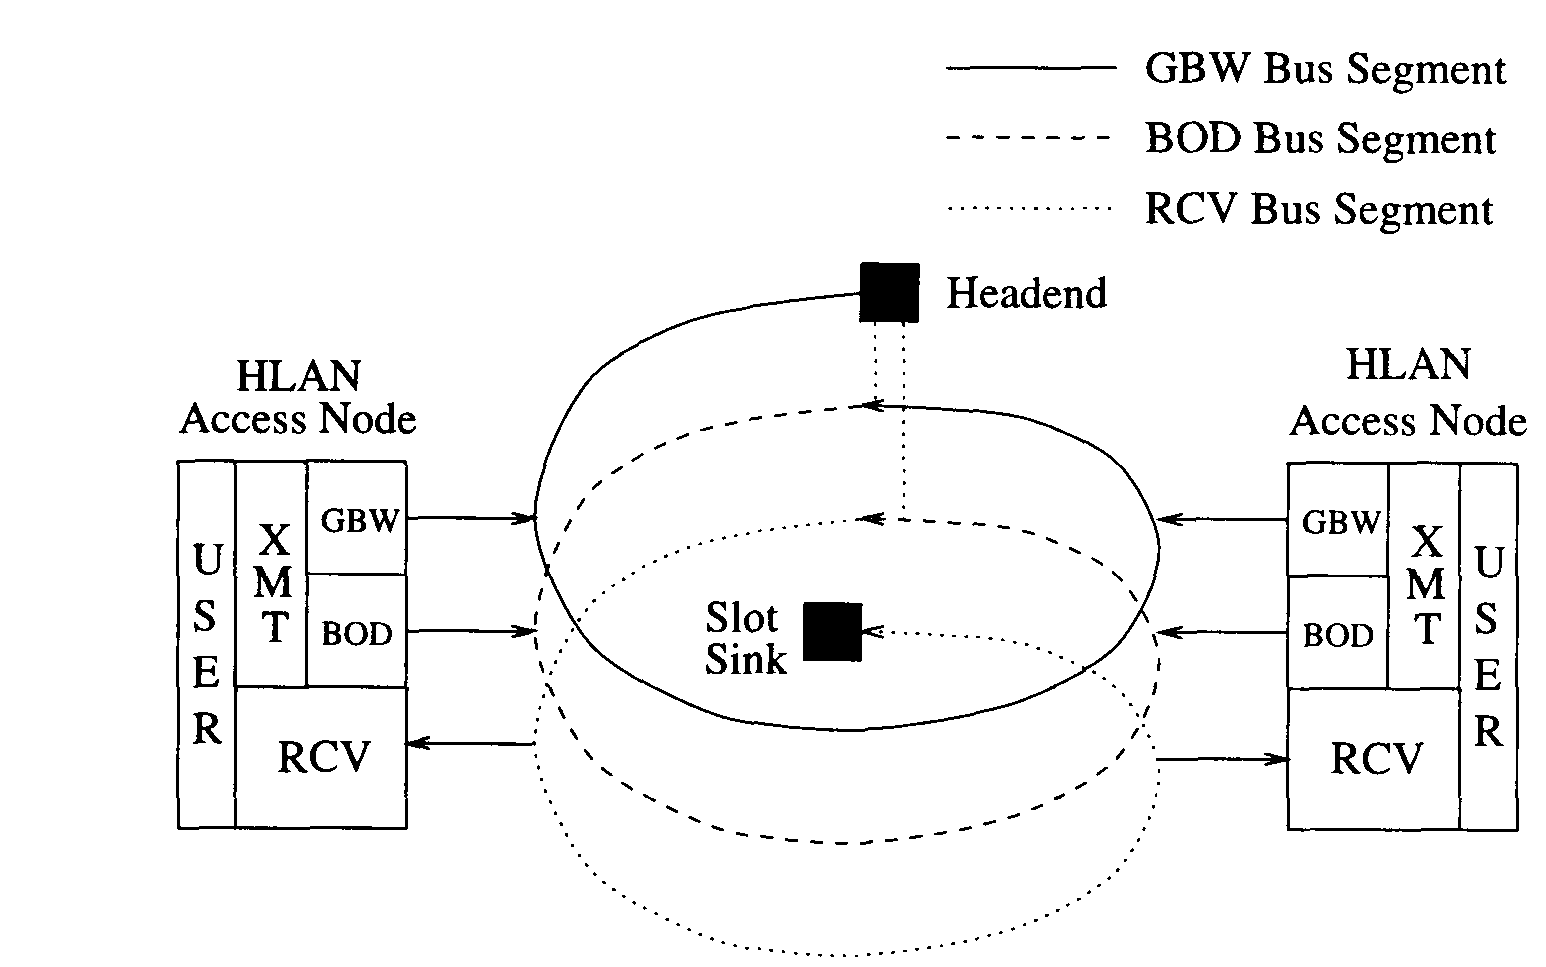 GBW Bus Segment
BOD Bus Segment
RCV Bus Segment
Headend
HLAN
Access Node
USER
XMT
GBW
BOD
RCV
Slot
Sink
HLAN
Access Node
GBW
BOD
XMT
USER
RCV